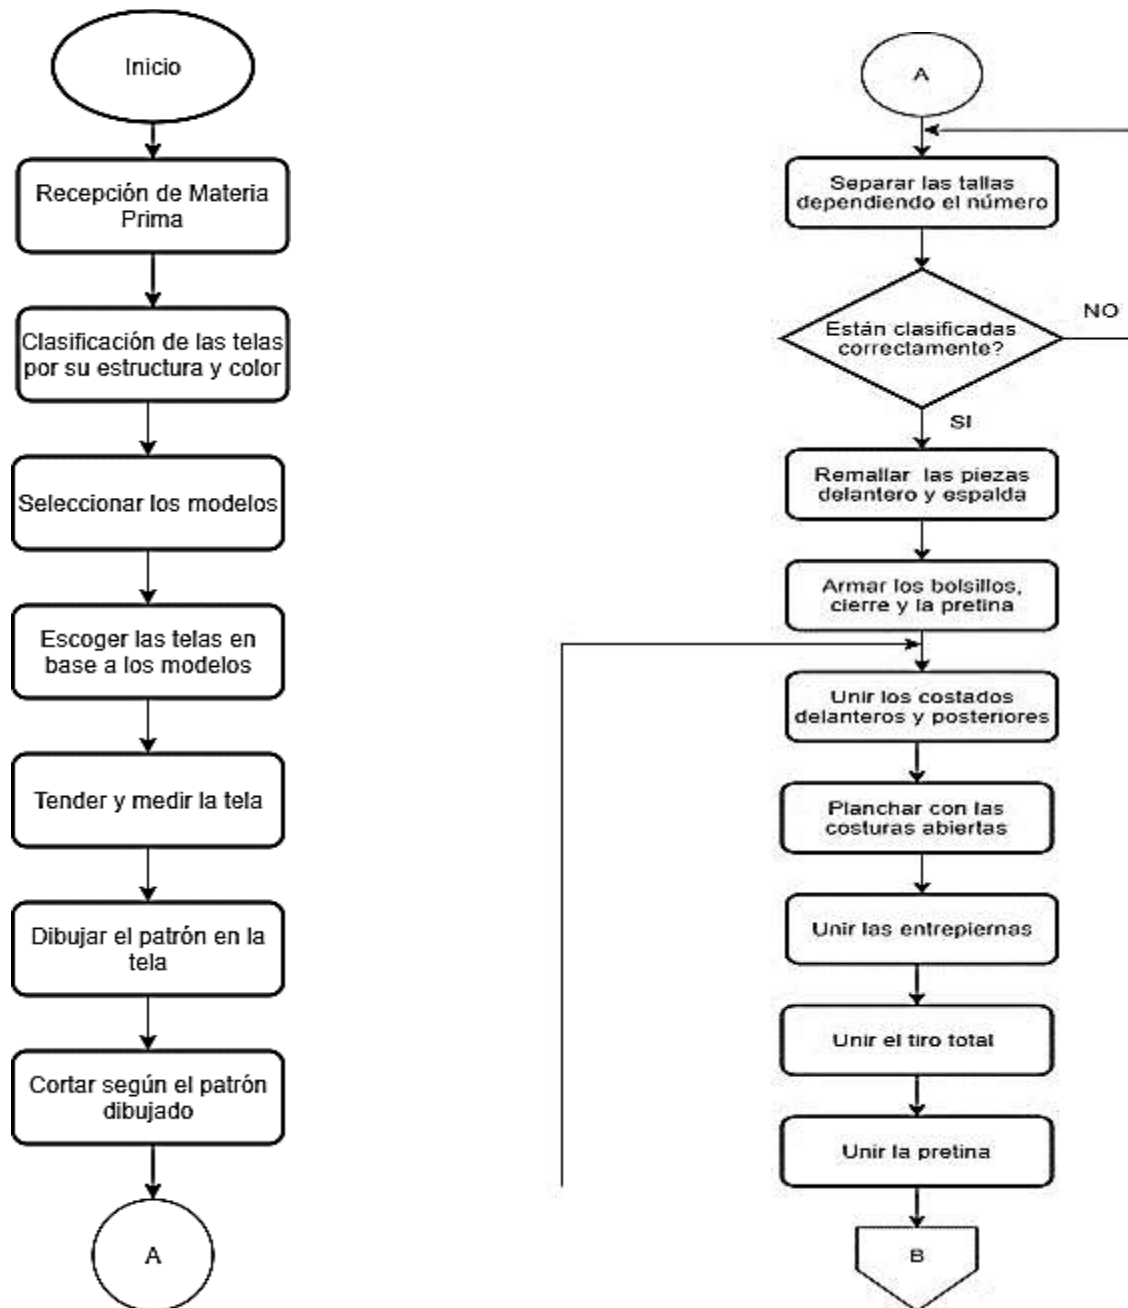 Inicio
Recepción de Materia
Prima
Clasificación de las telas
por su estructura y color
Seleccionar los modelos
Escoger las telas en
base a los modelos
Tender y medir la tela
Dibujar el patrón en la
tela
Cortar según el patrón
dibujado
A
A
Separar las tallas
dependiendo el número
Están clasificadas
correctamente?
NO
SI
Remallar las piezas
delantero y espalda
Armar los bolsillos,
cierre y la pretina
Unir los costados
delanteros y posteriores
Planchar con las
costuras abiertas
Unir las entrepiernas
Unir el tiro total
Unir la pretina
B